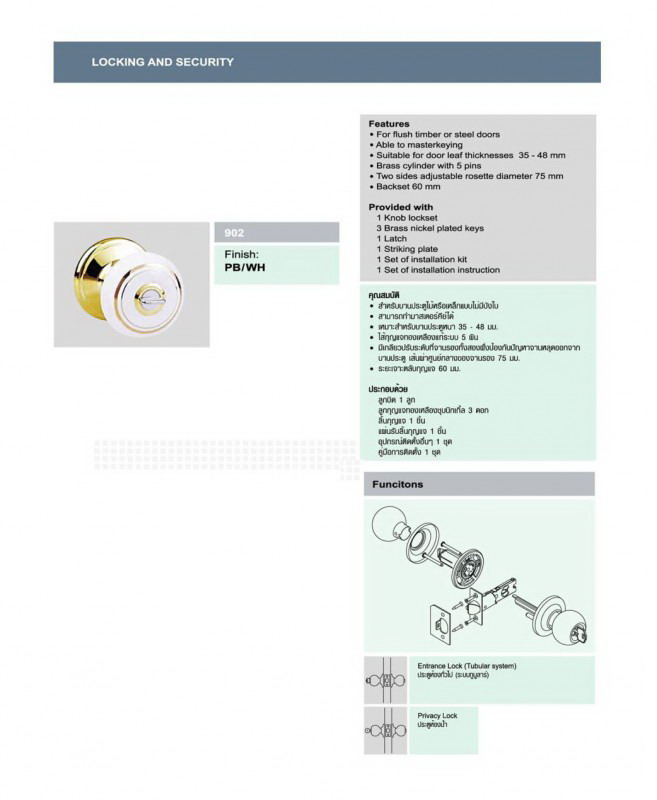 LOCKING AND SECURITY
902
Finish:
PB/WH
Features
• For flush timber or steel doors
• Able to masterkeying
• Suitable for door leaf thicknesses 35 - 48 mm
• Brass cylinder with 5 pins
• Two sides adjustable rosette diameter 75 mm
• Backset 60 mm
Provided with
1 Knob lockset
3 Brass nickel plated keys
1 Latch
1 Striking plate
1 Set of installation kit
1 Set of installation instruction
คุณสมบัติ
• สำหรับบานประตูไม้หรือเหล็กแบบไม่มีบังใบ
• สามารถทำมาสเตอร์คีย์ได้
• เหมาะสำหรับบานประตูหนา 35 - 48 มม.
• ไส้กุญแจทองเหลืองแท้ระบบ 5 พิน
• มีเกลียวปรับระดับที่จานรองทั้งสองฝั่งป้องกันปัญหาจานหลุดออกจาก
บานประตู เส้นผ่าศูนย์กลางของจานรอง 75 มม.
• ระยะเจาะตลับกุญแจ 60 มม.
ประกอบด้วย
ลูกบิด 1 ลูก
ลูกกุญแจทองเหลืองชุบนิกเกิ้ล 3 ดอก
ลิ้นกุญแจ 1 ชิ้น
แผ่นรับลิ้นกุญแจ 1 ชิ้น
อุปกรณ์ติดตั้งอื่นๆ 1 ชุด
คู่มือการติดตั้ง 1 ชุด
Funcitons
Entrance Lock (Tubular system)
ประตูห้องทั่วไป (ระบบทูบูลาร์)
Privacy Lock
ประตูห้องน้ำ